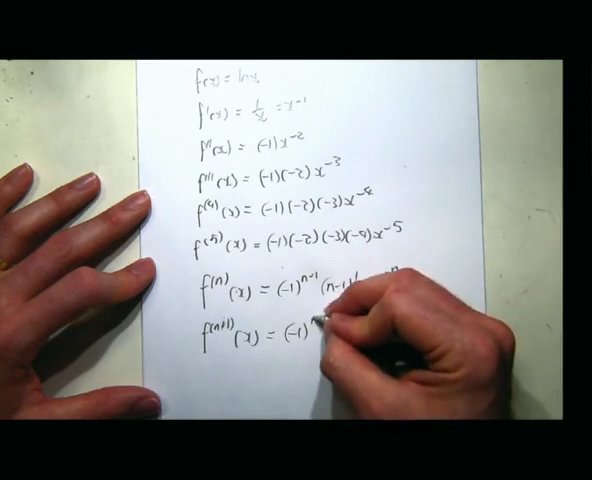 f(x) = lnx
f'(x) = 1/x = x^-1
f''(x) = (-1)x^-2
f'''(x) = (-1)(-2)x^-3
f^(4)(x) = (-1)(-2)(-3)x^-4
f^(5)(x) = (-1)(-2)(-3)(-4)x^-5
f^(n)(x) = (-1)^n-1 (n-1)!
f^(n+1)(x) = (-1)^n